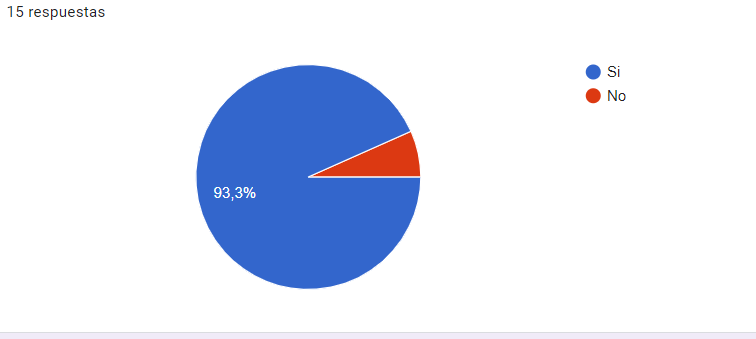 15 respuestas
Si
No
93,3%